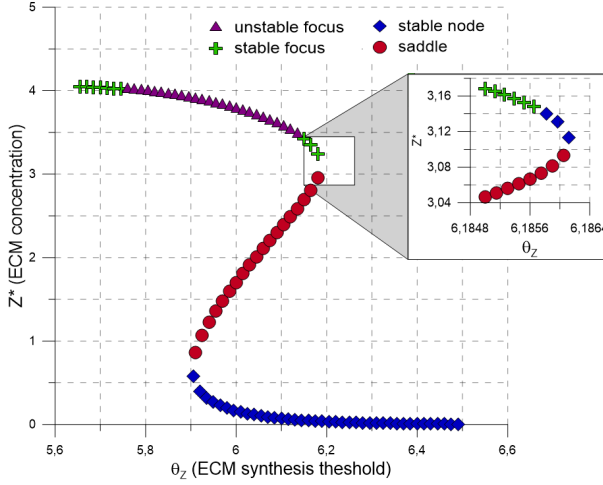 unstable focus
stable node
stable focus
saddle
Z* (ECM concentration)
5
4
3
2
1
0
5,6
5,8
6
6,2
6,4
6,6
θZ (ECM synthesis theshold)
Z*
3,16
3,12
3,08
3,04
6,1848
6,1856
6,1864
θZ